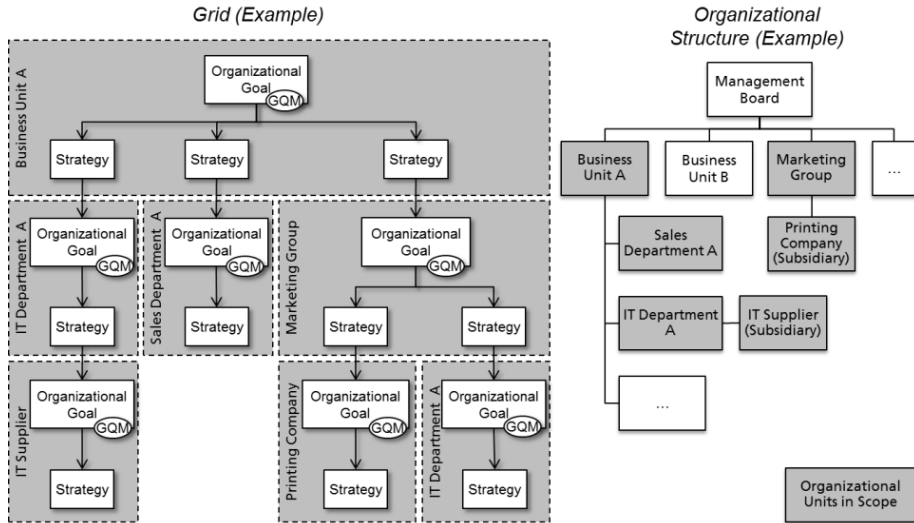 Grid (Example)
Business Unit A
Organizational
Goal
GQM
Strategy
Strategy
Strategy
IT Department A
Organizational
Goal
GQM
Strategy
Sales Department A
Organizational
Goal
GQM
Strategy
Marketing Group
Organizational
Goal
GQM
Strategy
Strategy
IT Supplier
Organizational
Goal
GQM
Strategy
Printing Company
Organizational
Goal
GQM
Strategy
IT Department A
Organizational
Goal
GQM
Strategy
Organizational
Structure (Example)
Management
Board
Business
Unit A
Business
Unit B
Marketing
Group
...
Sales
Department A
Printing
Company
(Subsidiary)
IT Department
A
IT Supplier
(Subsidiary)
...
Organizational
Units in Scope